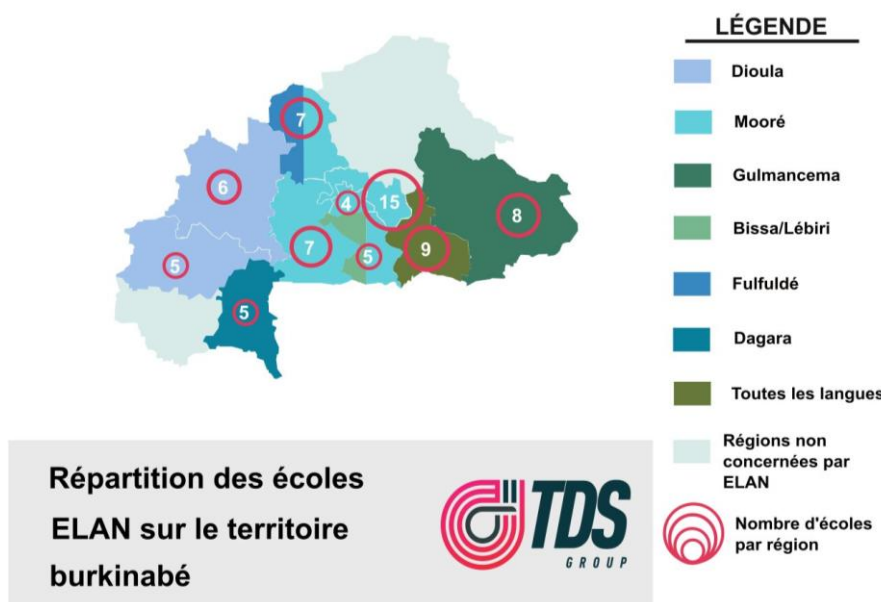 LÉGENDE
Dioula
Mooré
Gulmancema
Bissa/Lébiri
Fulfuldé
Dagara
Toutes les langues
Régions non
concernées par
ELAN
Nombre d'écoles
par région
7
6
4
15
8
7
5
9
5
5
Répartition des écoles
ELAN sur le territoire
burkinabé
TDS
GROUP